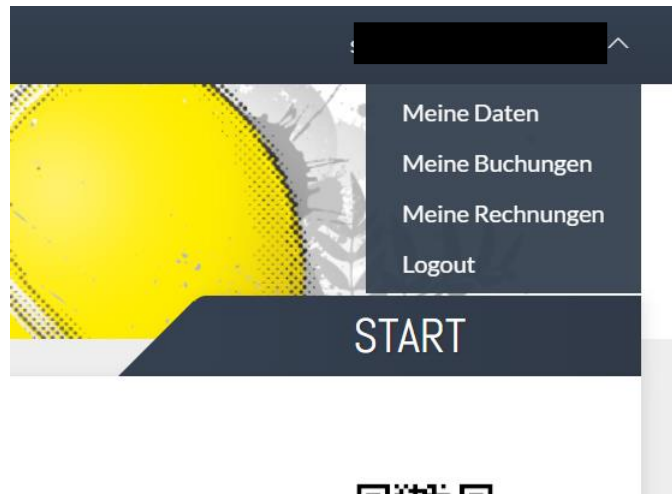 Meine Daten
Meine Buchungen
Meine Rechnungen
Logout
START